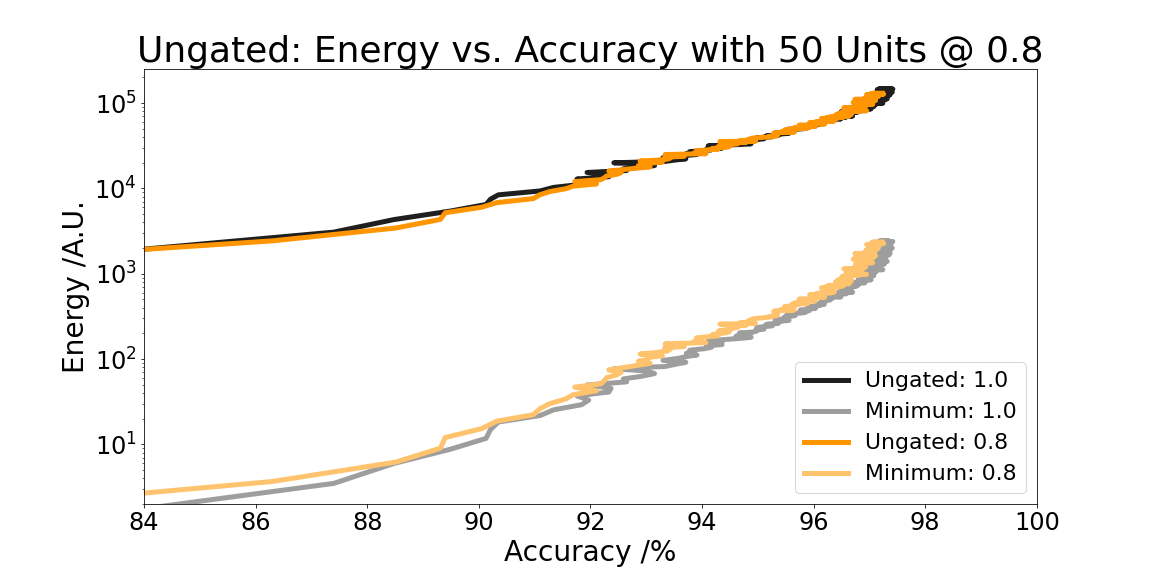 Ungated: Energy vs. Accuracy with 50 Units @ 0.8
Energy /A.U.
10^5
10^4
10^3
10^2
10^1
Ungated: 1.0
Minimum: 1.0
Ungated: 0.8
Minimum: 0.8
84 86 88 90 92 94 96 98 100
Accuracy /%